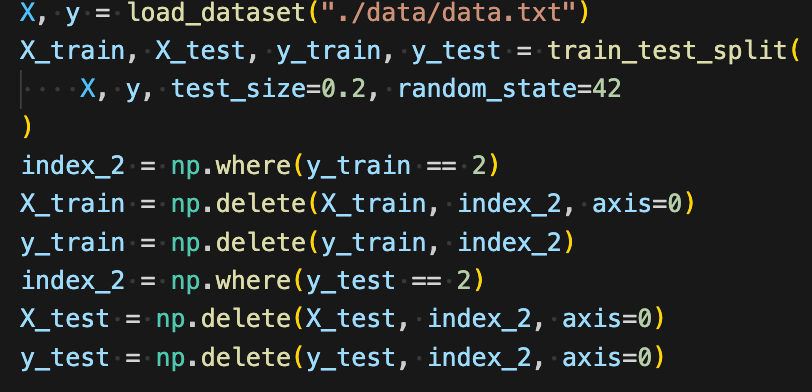 X, y = load_dataset("./data/data.txt")
X_train, X_test, y_train, y_test = train_test_split(
    X, y, test_size=0.2, random_state=42
)
index_2 = np.where(y_train == 2)
X_train = np.delete(X_train, index_2, axis=0)
y_train = np.delete(y_train, index_2)
index_2 = np.where(y_test == 2)
X_test = np.delete(X_test, index_2, axis=0)
y_test = np.delete(y_test, index_2, axis=0)